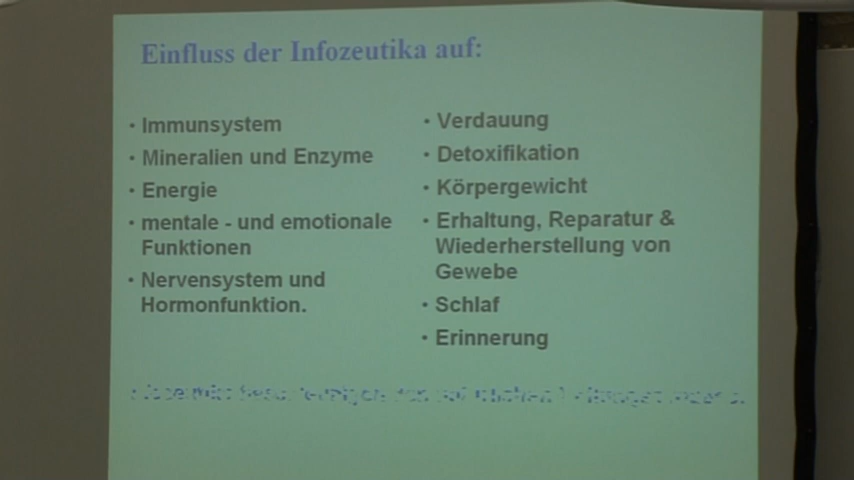 Einfluss der Infozeutika auf:
• Immunsystem
• Mineralien und Enzyme
• Energie
• mentale - und emotionale
Funktionen
• Nervensystem und
Hormonfunktion.
• Verdauung
• Detoxifikation
• Körpergewicht
• Erhaltung, Reparatur &
Wiederherstellung von
Gewebe
• Schlaf
• Erinnerung